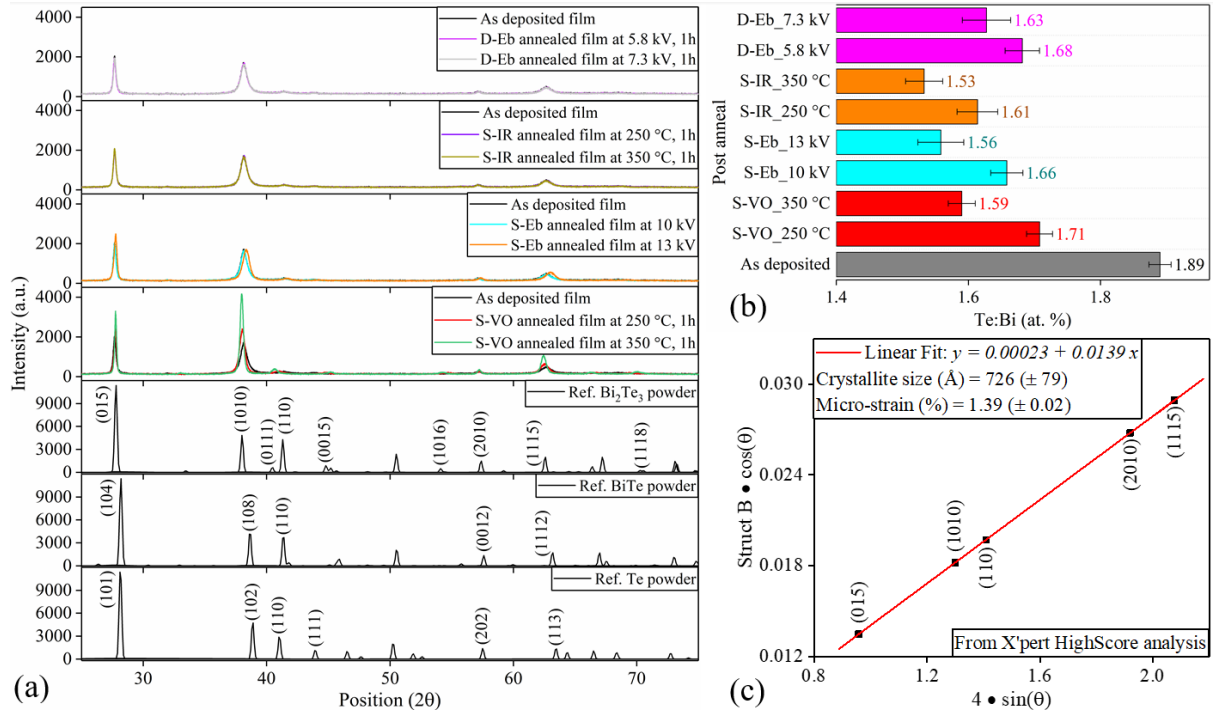 4000
2000
0
As deposited film
D-Eb annealed film at 5.8 kV, 1h
D-Eb annealed film at 7.3 kV, 1h
4000
2000
0
As deposited film
S-IR annealed film at 250 °C, 1h
S-IR annealed film at 350 °C, 1h
4000
2000
0
As deposited film
S-Eb annealed film at 10 kV
S-Eb annealed film at 13 kV
4000
2000
0
As deposited film
S-VO annealed film at 250 °C, 1h
S-VO annealed film at 350 °C, 1h
9000
6000
3000
0
Ref. Bi₂Te₃ powder
(015)
(1010)
(0111)
(110)
(0015)
(1016)
(2010)
(1115)
(1118)
9000
6000
3000
0
Ref. BiTe powder
(104)
(108)
(110)
(0012)
(1112)
9000
6000
3000
0
Ref. Te powder
(101)
(102)
(110)
(111)
(202)
(113)
Intensity (a.u.)
30 40 50 60 70
Position (2θ)
(a)
D-Eb_7.3 kV
1.63
D-Eb_5.8 kV
1.68
S-IR_350 °C
1.53
S-IR_250 °C
1.61
S-Eb_13 kV
1.56
S-Eb_10 kV
1.66
S-VO_350 °C
1.59
S-VO_250 °C
1.71
As deposited
1.89
Post anneal
1.4 1.6 1.8
Te:Bi (at. %)
(b)
Linear Fit: y = 0.00023 + 0.0139 x
Crystallite size (Å) = 726 (± 79)
Micro-strain (%) = 1.39 (± 0.02)
0.030
0.024
0.018
0.012
Struct B • cos(θ)
(015)
(1010)
(110)
(2010)
(1115)
From X'pert HighScore analysis
0.8 1.2 1.6 2.0
4 • sin(θ)
(c)